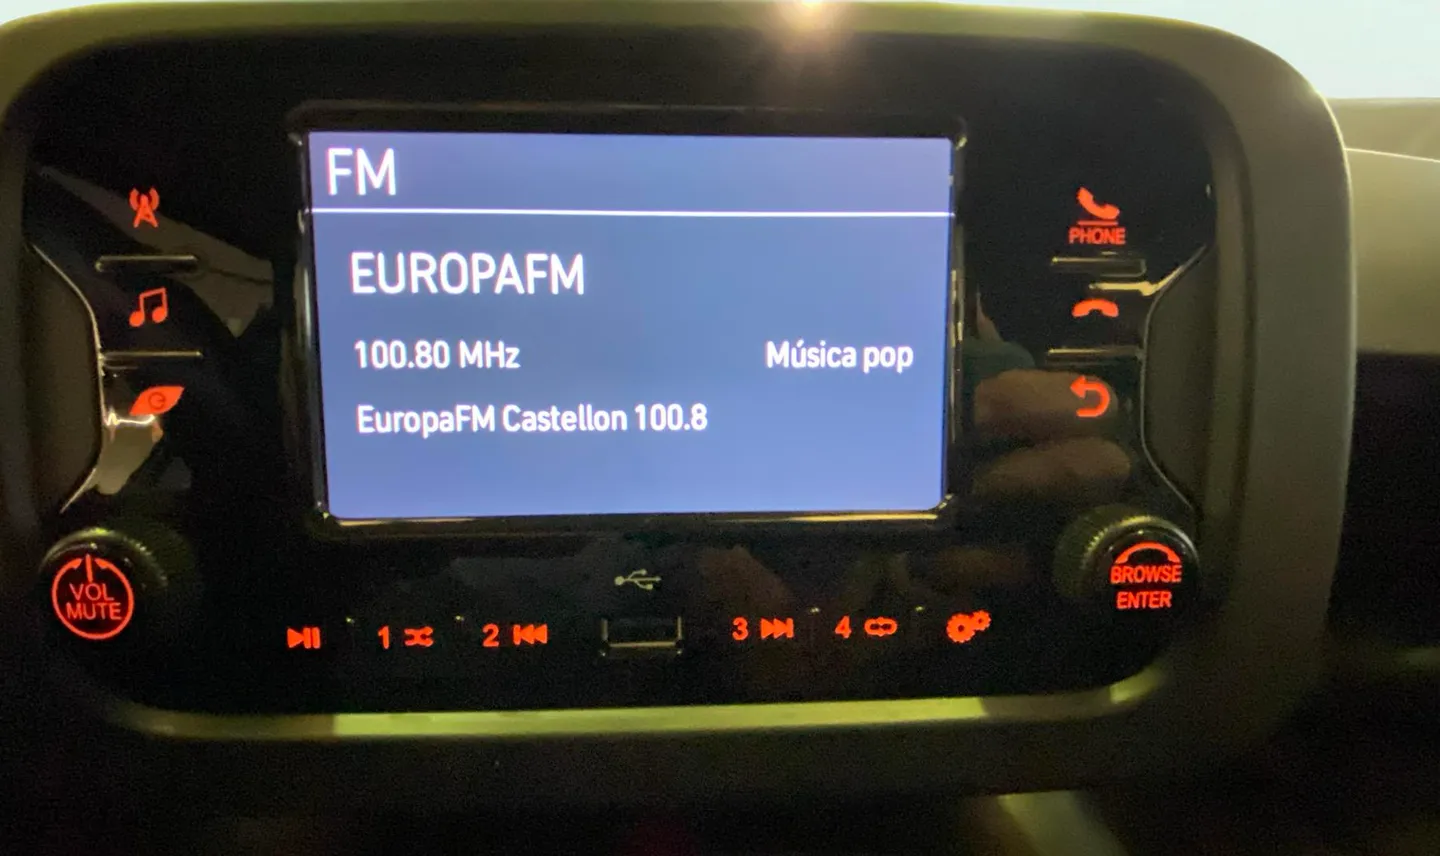 FM
EUROPAFM
100.80 MHz Música pop
EuropaFM Castellon 100.8
PHONE
VOL
MUTE
BROWSE
ENTER
1 2 3 4